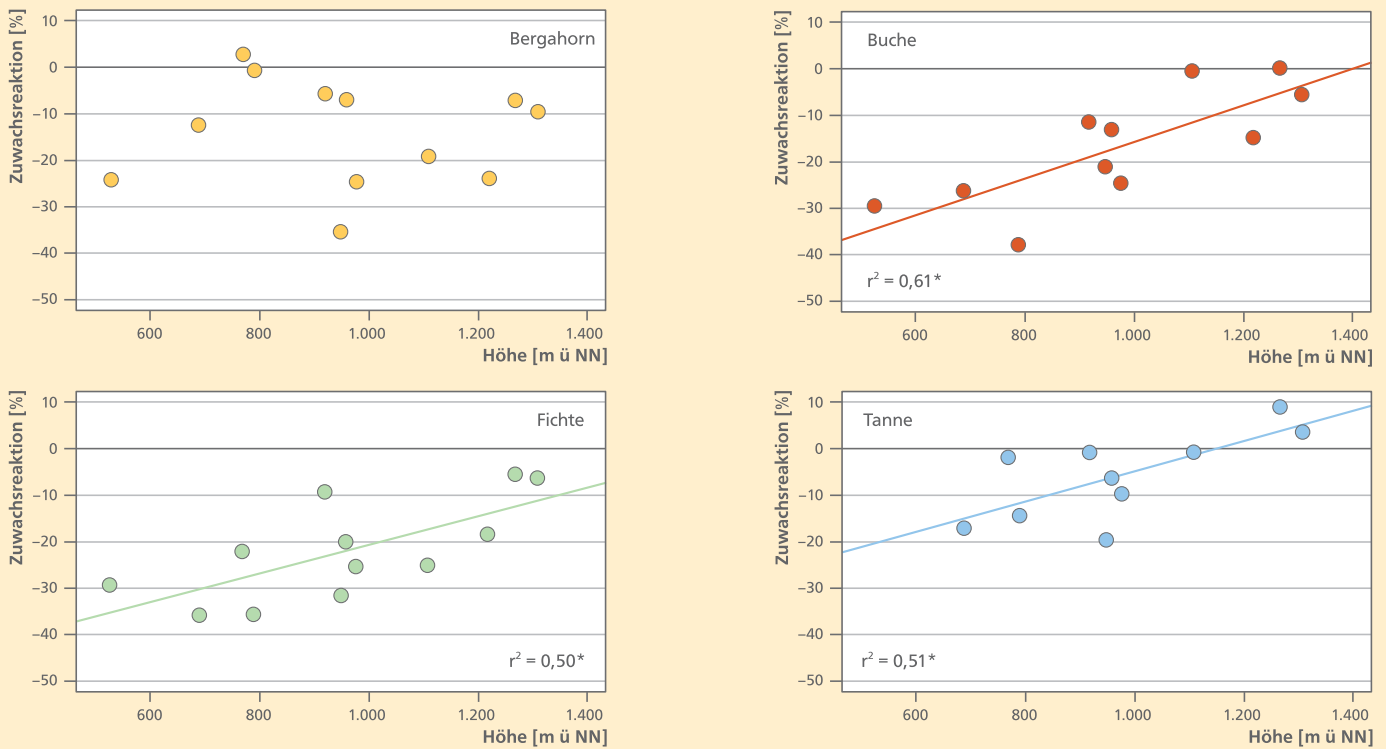 Zuwachsreaktion [%]
10
0
–10
–20
–30
–40
–50
Bergahorn
600 800 1.000 1.200 1.400
Höhe [m ü NN]
Zuwachsreaktion [%]
10
0
–10
–20
–30
–40
–50
Buche
r² = 0,61*
600 800 1.000 1.200 1.400
Höhe [m ü NN]
Zuwachsreaktion [%]
10
0
–10
–20
–30
–40
–50
Fichte
r² = 0,50*
600 800 1.000 1.200 1.400
Höhe [m ü NN]
Zuwachsreaktion [%]
10
0
–10
–20
–30
–40
–50
Tanne
r² = 0,51*
600 800 1.000 1.200 1.400
Höhe [m ü NN]